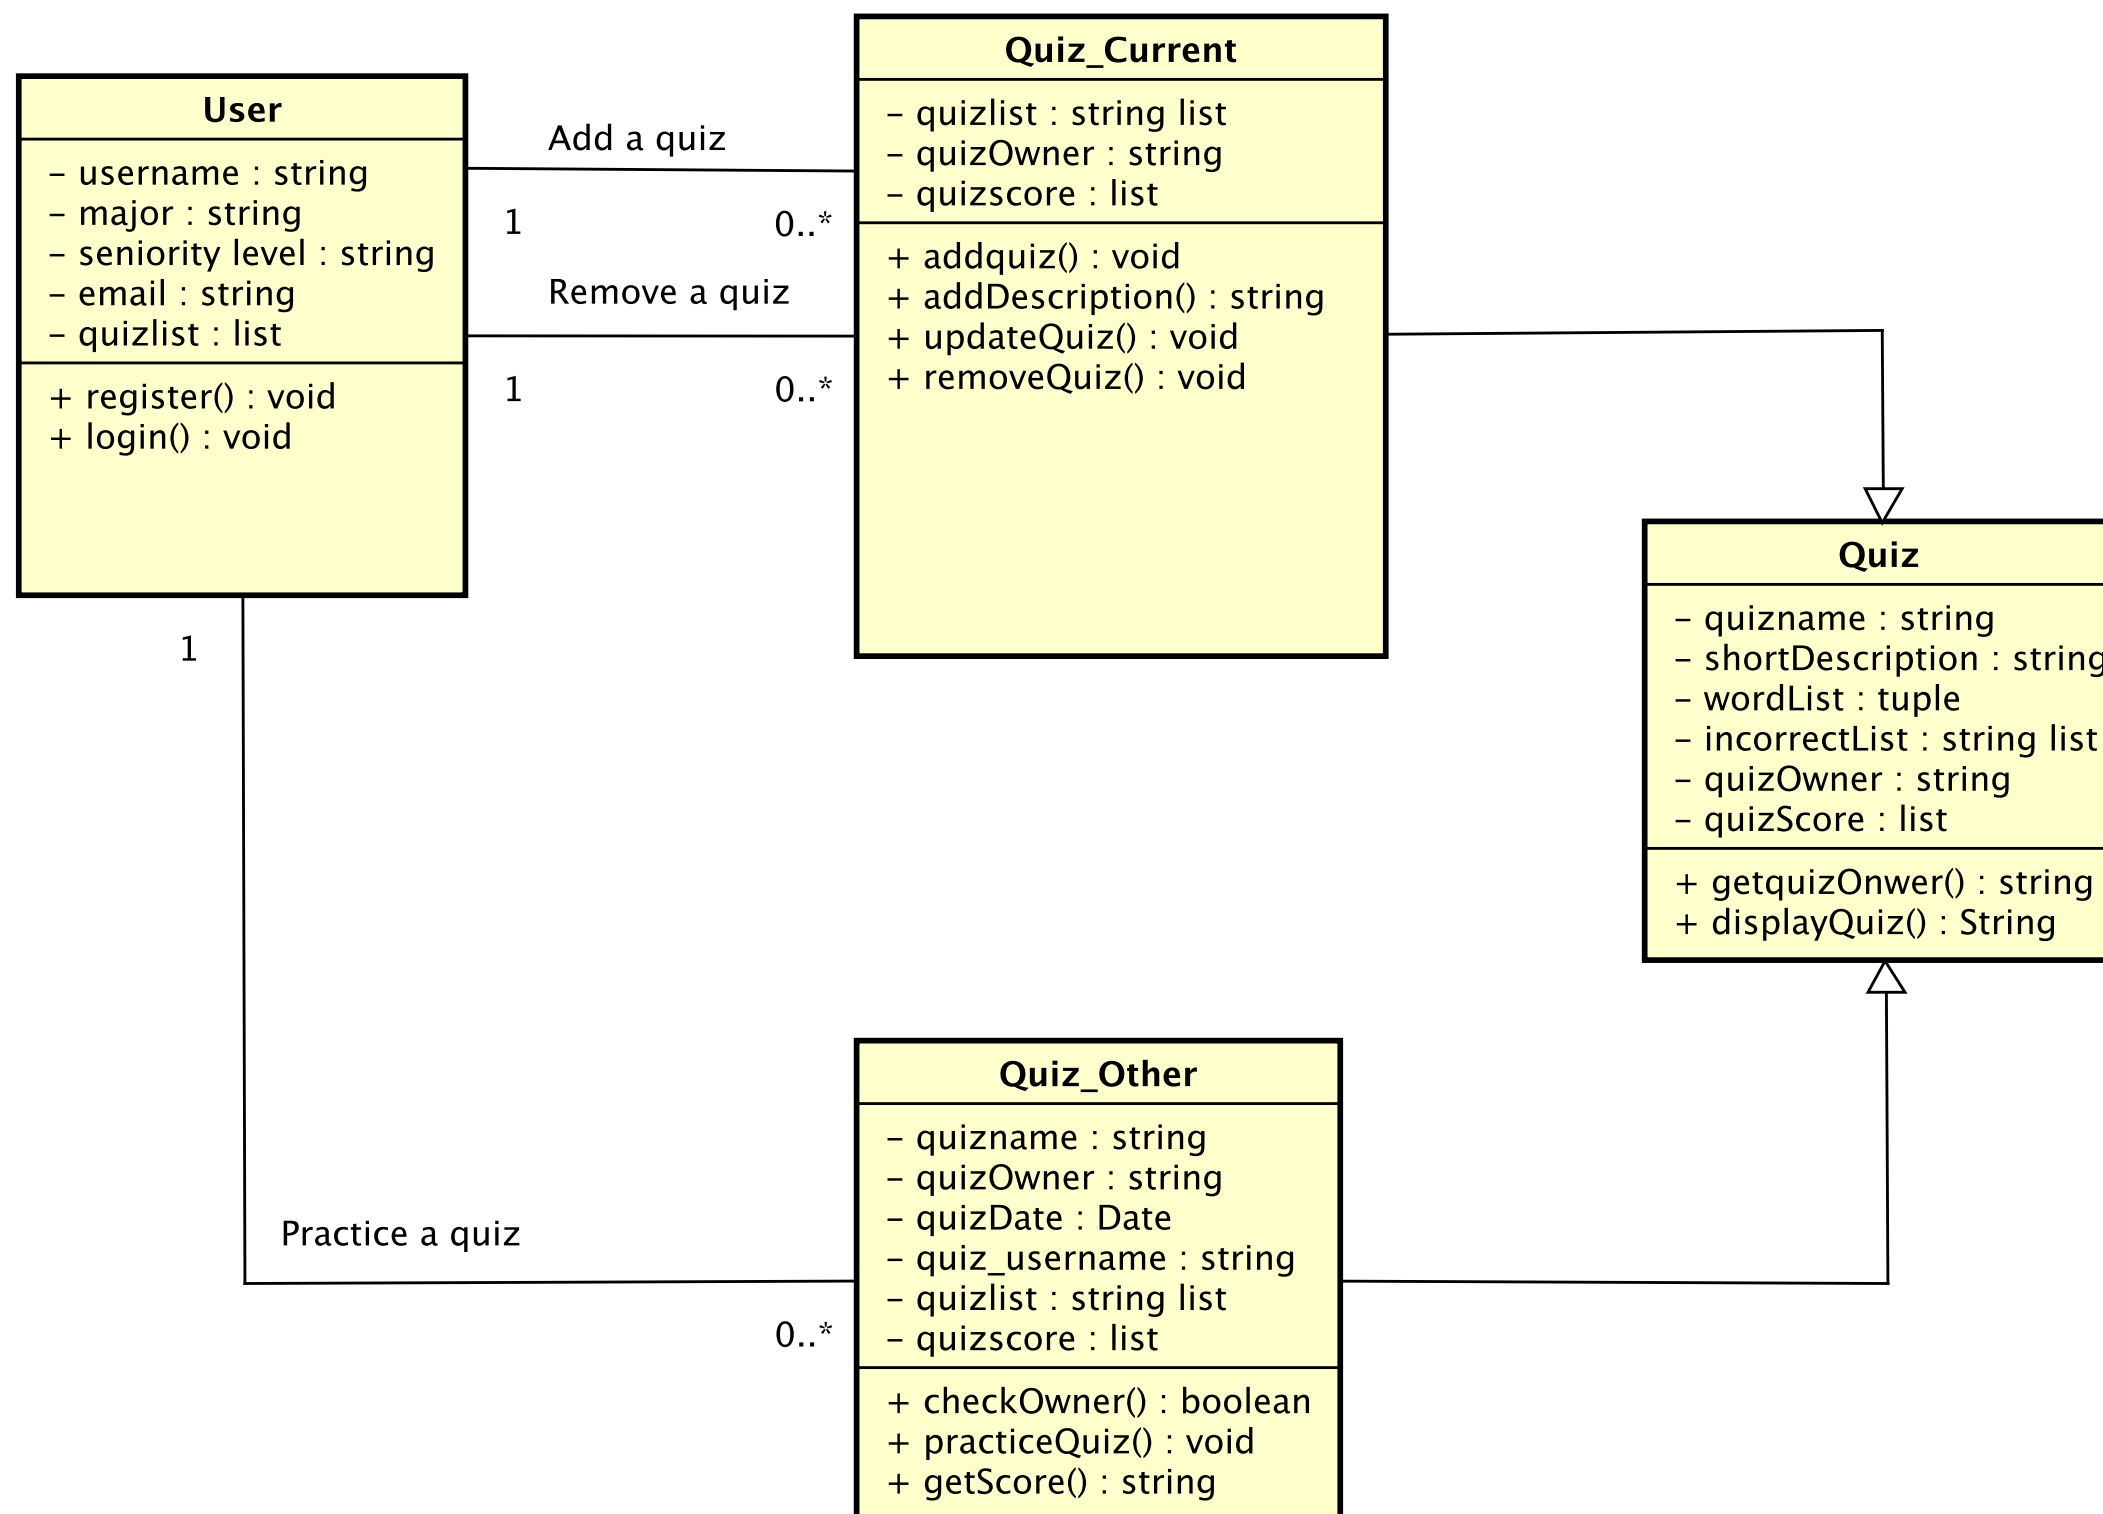 User
– username : string
– major : string
– seniority level : string
– email : string
– quizlist : list
+ register() : void
+ login() : void
Add a quiz
1
0..*
Remove a quiz
1
0..*
Quiz_Current
– quizlist : string list
– quizOwner : string
– quizscore : list
+ addquiz() : void
+ addDescription() : string
+ updateQuiz() : void
+ removeQuiz() : void
Quiz
– quizname : string
– shortDescription : string
– wordList : tuple
– incorrectList : string list
– quizOwner : string
– quizScore : list
+ getquizOnwer() : string
+ displayQuiz() : String
1
Practice a quiz
0..*
Quiz_Other
– quizname : string
– quizOwner : string
– quizDate : Date
– quiz_username : string
– quizlist : string list
– quizscore : list
+ checkOwner() : boolean
+ practiceQuiz() : void
+ getScore() : string